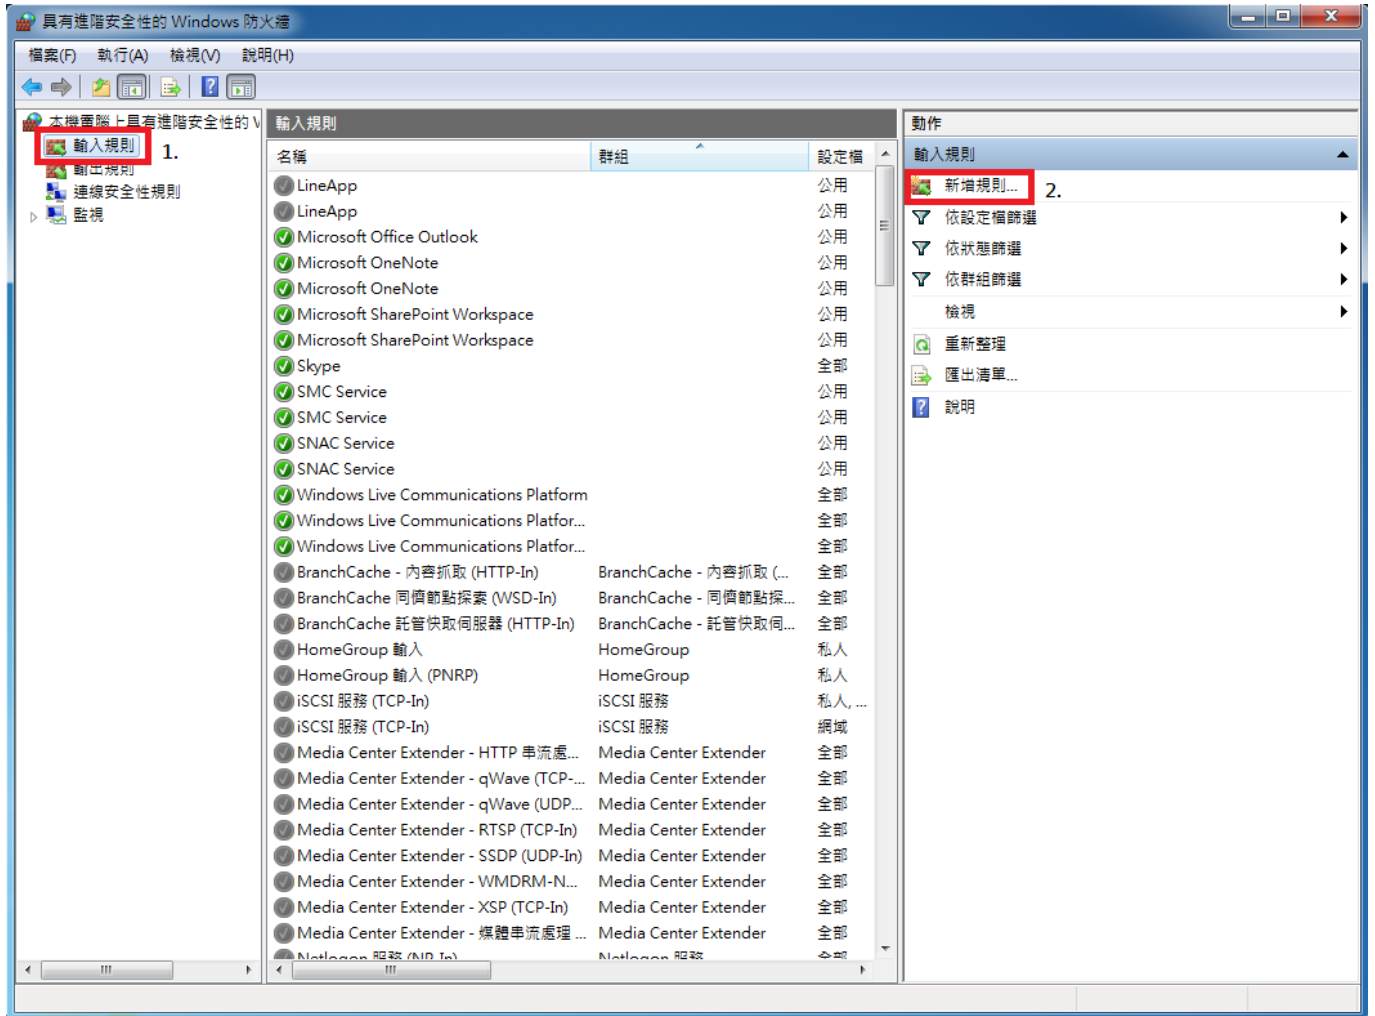 具有進階安全性的 Windows 防火牆
檔案(F) 執行(A) 檢視(V) 說明(H)
本機電腦上具有進階安全性的 W
輸入規則
1.
輸出規則
連線安全性規則
監視
輸入規則
名稱 群組 設定檔
LineApp 公用
LineApp 公用
Microsoft Office Outlook 公用
Microsoft OneNote 公用
Microsoft OneNote 公用
Microsoft SharePoint Workspace 公用
Microsoft SharePoint Workspace 公用
Skype 全部
SMC Service 公用
SMC Service 公用
SNAC Service 公用
SNAC Service 公用
Windows Live Communications Platform 全部
Windows Live Communications Platfor... 全部
Windows Live Communications Platfor... 全部
BranchCache - 內容抓取 (HTTP-In) BranchCache - 內容抓取 (... 全部
BranchCache 同儕節點探索 (WSD-In) BranchCache - 同儕節點探... 全部
BranchCache 託管快取伺服器 (HTTP-In) BranchCache - 託管快取伺... 全部
HomeGroup 輸入 HomeGroup 私人
HomeGroup 輸入 (PNRP) HomeGroup 私人
iSCSI 服務 (TCP-In) iSCSI 服務 私人, ...
iSCSI 服務 (TCP-In) iSCSI 服務 網域
Media Center Extender - HTTP 串流處... Media Center Extender 全部
Media Center Extender - qWave (TCP-... Media Center Extender 全部
Media Center Extender - qWave (UDP... Media Center Extender 全部
Media Center Extender - RTSP (TCP-In) Media Center Extender 全部
Media Center Extender - SSDP (UDP-In) Media Center Extender 全部
Media Center Extender - WMDRM-N... Media Center Extender 全部
Media Center Extender - XSP (TCP-In) Media Center Extender 全部
Media Center Extender - 媒體串流處理 ... Media Center Extender 全部
Netlogon 服務 (NP-In) Netlogon 服務 全部
動作
輸入規則
新增規則...
2.
依設定檔篩選
依狀態篩選
依群組篩選
檢視
重新整理
匯出清單...
說明